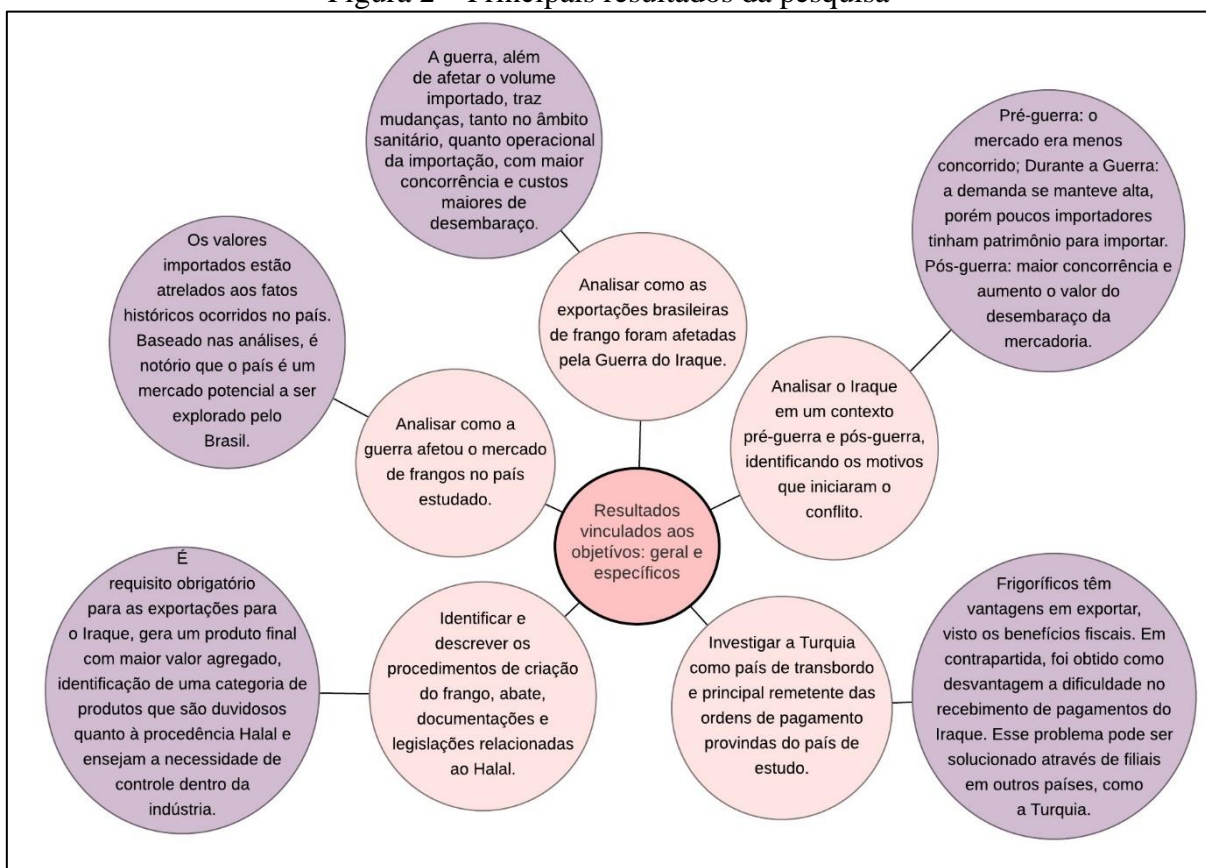 Figura 2 – Principais resultados da pesquisa
A guerra, além
de afetar o volume
importado, traz
mudanças, tanto no âmbito
sanitário, quanto operacional
da importação, com maior
concorrência e custos
maiores de
desembaraço.
Pré-guerra: o
mercado era menos
concorrido; Durante a Guerra:
a demanda se manteve alta,
porém poucos importadores
tinham patrimônio para importar.
Pós-guerra: maior concorrência e
aumento o valor do
desembaraço da
mercadoria.
Os valores
importados estão
atrelados aos fatos
históricos ocorridos no país.
Baseado nas análises, é
notório que o país é um
mercado potencial a ser
explorado pelo
Brasil.
Analisar como as
exportações brasileiras
de frango foram afetadas
pela Guerra do Iraque.
Analisar o Iraque
em um contexto
pré-guerra e pós-guerra,
identificando os motivos
que iniciaram o
conflito.
Analisar como a
guerra afetou o mercado
de frangos no país
estudado.
Resultados
vinculados aos
objetívos: geral e
específicos
É
requisito obrigatório
para as exportações para
o Iraque, gera um produto final
com maior valor agregado,
identificação de uma categoria de
produtos que são duvidosos
quanto à procedência Halal e
ensejam a necessidade de
controle dentro da
indústria.
Identificar e
descrever os
procedimentos de criação
do frango, abate,
documentações e
legislações relacionadas
ao Halal.
Investigar a Turquia
como país de transbordo
e principal remetente das
ordens de pagamento
provindas do país de
estudo.
Frigoríficos têm
vantagens em exportar,
visto os benefícios fiscais. Em
contrapartida, foi obtido como
desvantagem a dificuldade no
recebimento de pagamentos do
Iraque. Esse problema pode ser
solucionado através de filiais
em outros países, como
a Turquia.